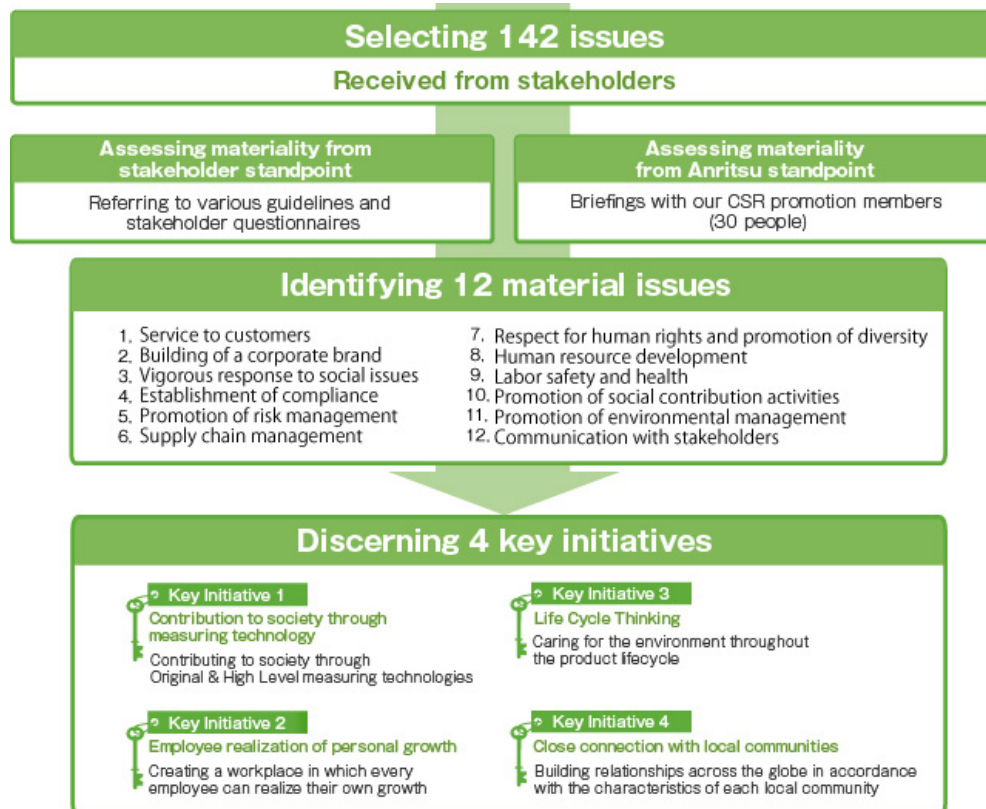 Selecting 142 issues
Received from stakeholders
Assessing materiality from
stakeholder standpoint
Referring to various guidelines and
stakeholder questionnaires
Assessing materiality
from Anritsu standpoint
Briefings with our CSR promotion members
(30 people)
Identifying 12 material issues
1. Service to customers
2. Building of a corporate brand
3. Vigorous response to social issues
4. Establishment of compliance
5. Promotion of risk management
6. Supply chain management
7. Respect for human rights and promotion of diversity
8. Human resource development
9. Labor safety and health
10. Promotion of social contribution activities
11. Promotion of environmental management
12. Communication with stakeholders
Discerning 4 key initiatives
Key Initiative 1
Contribution to society through
measuring technology
Contributing to society through
Original & High Level measuring technologies
Key Initiative 2
Employee realization of personal growth
Creating a workplace in which every
employee can realize their own growth
Key Initiative 3
Life Cycle Thinking
Caring for the environment throughout
the product lifecycle
Key Initiative 4
Close connection with local communities
Building relationships across the globe in accordance
with the characteristics of each local community